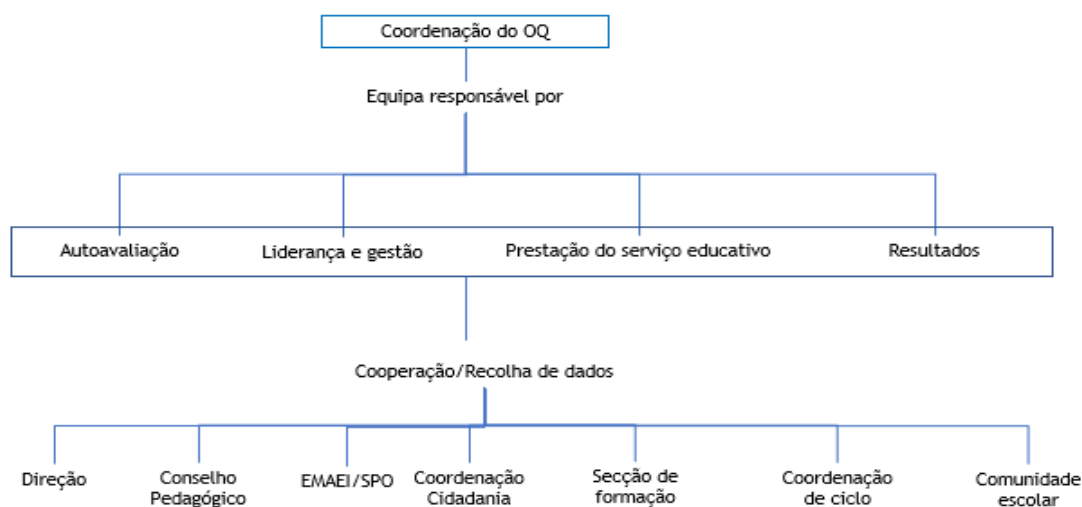 Coordenação do OQ
Equipa responsável por
Autoavaliação
Liderança e gestão
Prestação do serviço educativo
Resultados
Cooperação/Recolha de dados
Direção
Conselho
Pedagógico
EMAEI/SPO
Coordenação
Cidadania
Secção de
formação
Coordenação
de ciclo
Comunidade
escolar